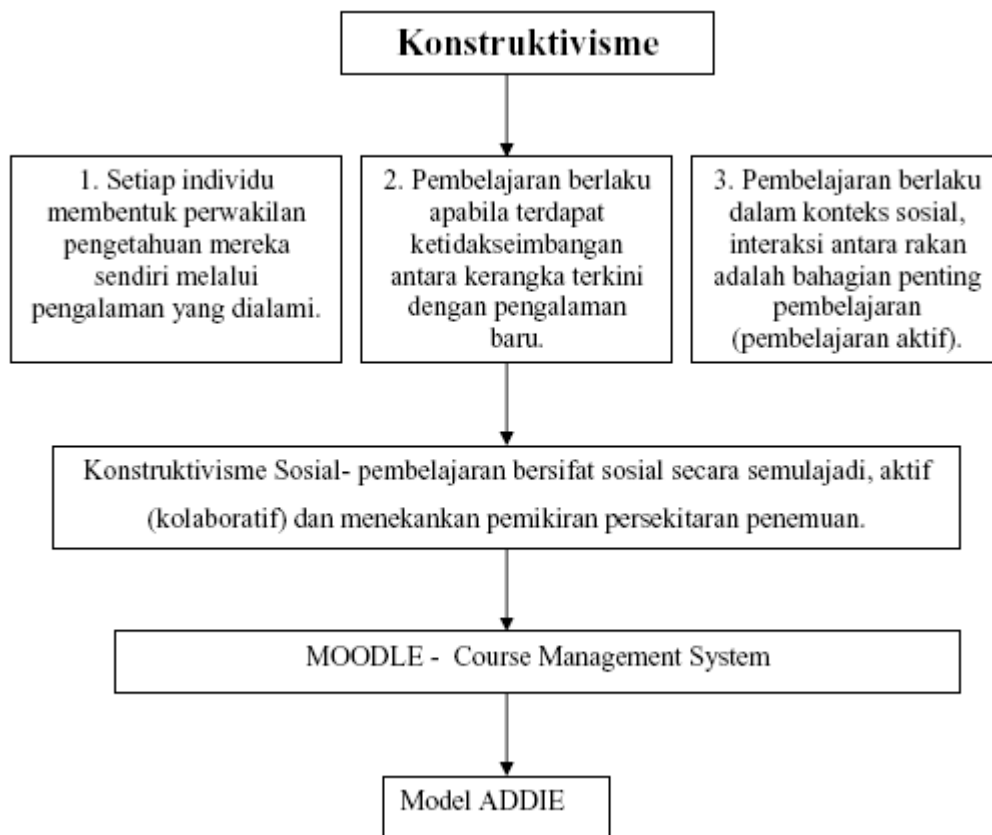 Konstruktivisme
1. Setiap individu
membentuk perwakilan
pengetahuan mereka
sendiri melalui
pengalaman yang dialami.
2. Pembelajaran berlaku
apabila terdapat
ketidakseimbangan
antara kerangka terkini
dengan pengalaman
baru.
3. Pembelajaran berlaku
dalam konteks sosial,
interaksi antara rakan
adalah bahagian penting
pembelajaran
(pembelajaran aktif).
Konstruktivisme Sosial- pembelajaran bersifat sosial secara semulajadi, aktif
(kolaboratif) dan menekankan pemikiran persekitaran penemuan.
MOODLE - Course Management System
Model ADDIE